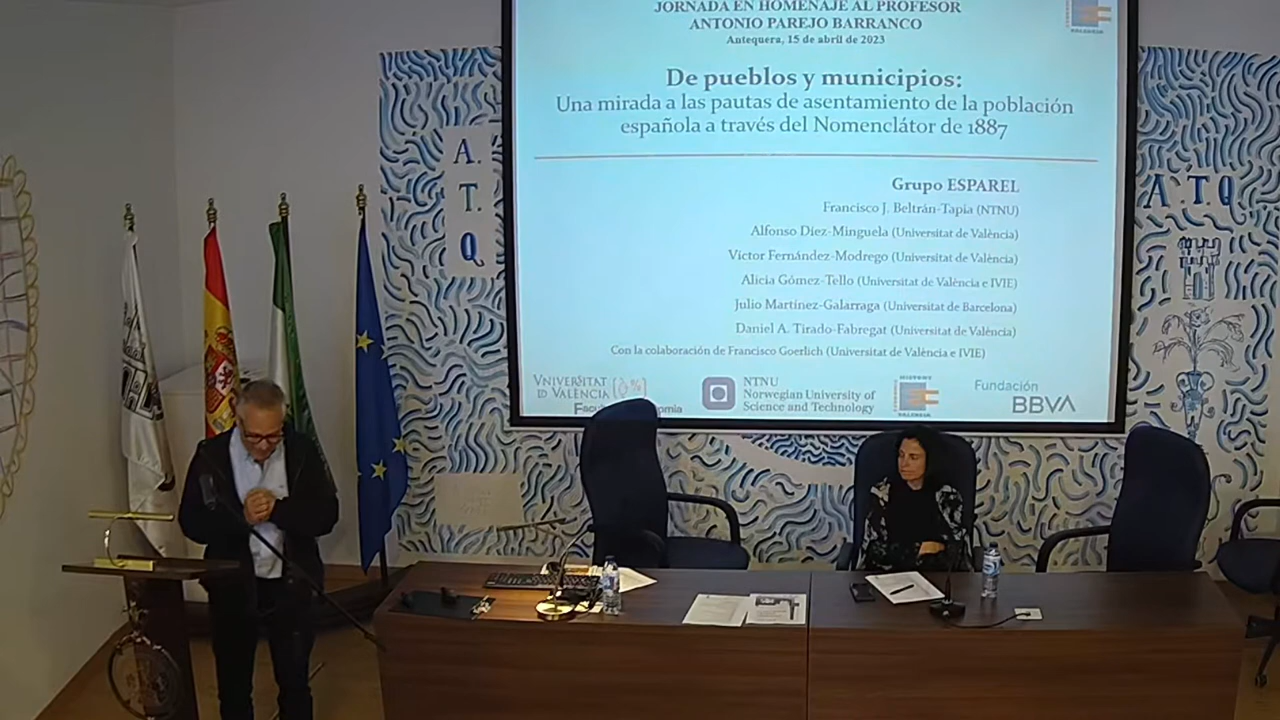 JORNADA EN HOMENAJE AL PROFESOR
ANTONIO PAREJO BARRANCO
Antequera, 15 de abril de 2023
De pueblos y municipios:
Una mirada a las pautas de asentamiento de la población
española a través del Nomenclátor de 1887
Grupo ESPAREL
Francisco J. Beltrán-Tapia (NTNU)
Alfonso Díez-Minguela (Universitat de València)
Víctor Fernández-Modrego (Universitat de València)
Alicia Gómez-Tello (Universitat de València e IVIE)
Julio Martínez-Galarraga (Universitat de Barcelona)
Daniel A. Tirado-Fabregat (Universitat de València)
Con la colaboración de Francisco Goerlich (Universitat de València e IVIE)
VNIVERSITAT
ID VALÈNCIA
NTNU
Norwegian University of
Science and Technology
HISTORY
VALENCIA
Fundación
BBVA
A.
T.
Q
A.TQ